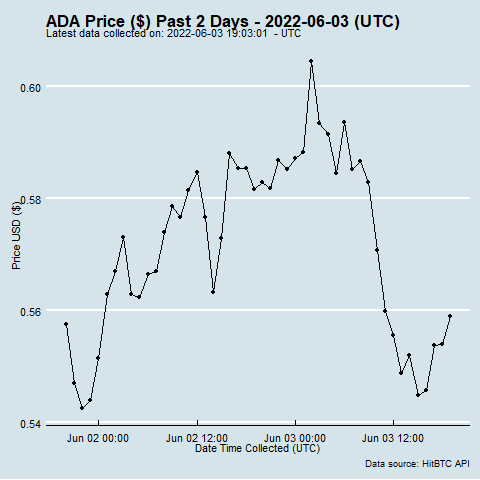 ADA Price ($) Past 2 Days - 2022-06-03 (UTC)
Latest data collected on: 2022-06-03 19:03:01 - UTC
0.60
0.58
Price USD ($)
0.56
0.54
Jun 02 00:00 Jun 02 12:00 Jun 03 00:00 Jun 03 12:00
Date Time Collected (UTC)
Data source: HitBTC API